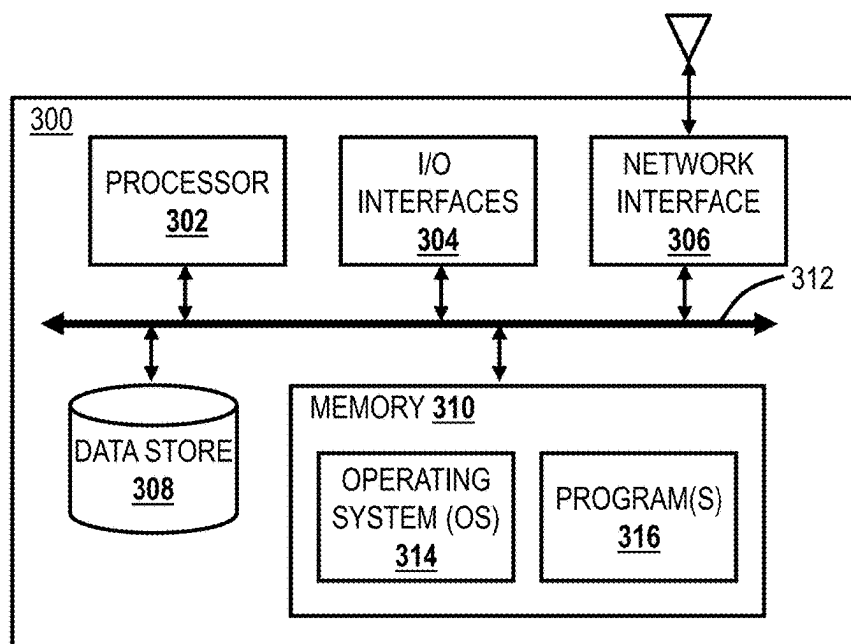 300
PROCESSOR
302
I/O
INTERFACES
304
NETWORK
INTERFACE
306
312
DATA STORE
308
MEMORY 310
OPERATING
SYSTEM (OS)
314
PROGRAM(S)
316